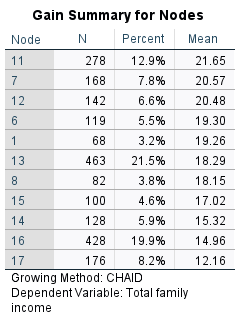 Gain Summary for Nodes
Node N Percent Mean
11 278 12.9% 21.65
7 168 7.8% 20.57
12 142 6.6% 20.48
6 119 5.5% 19.30
1 68 3.2% 19.26
13 463 21.5% 18.29
8 82 3.8% 18.15
15 100 4.6% 17.02
14 128 5.9% 15.32
16 428 19.9% 14.96
17 176 8.2% 12.16
Growing Method: CHAID
Dependent Variable: Total family
income